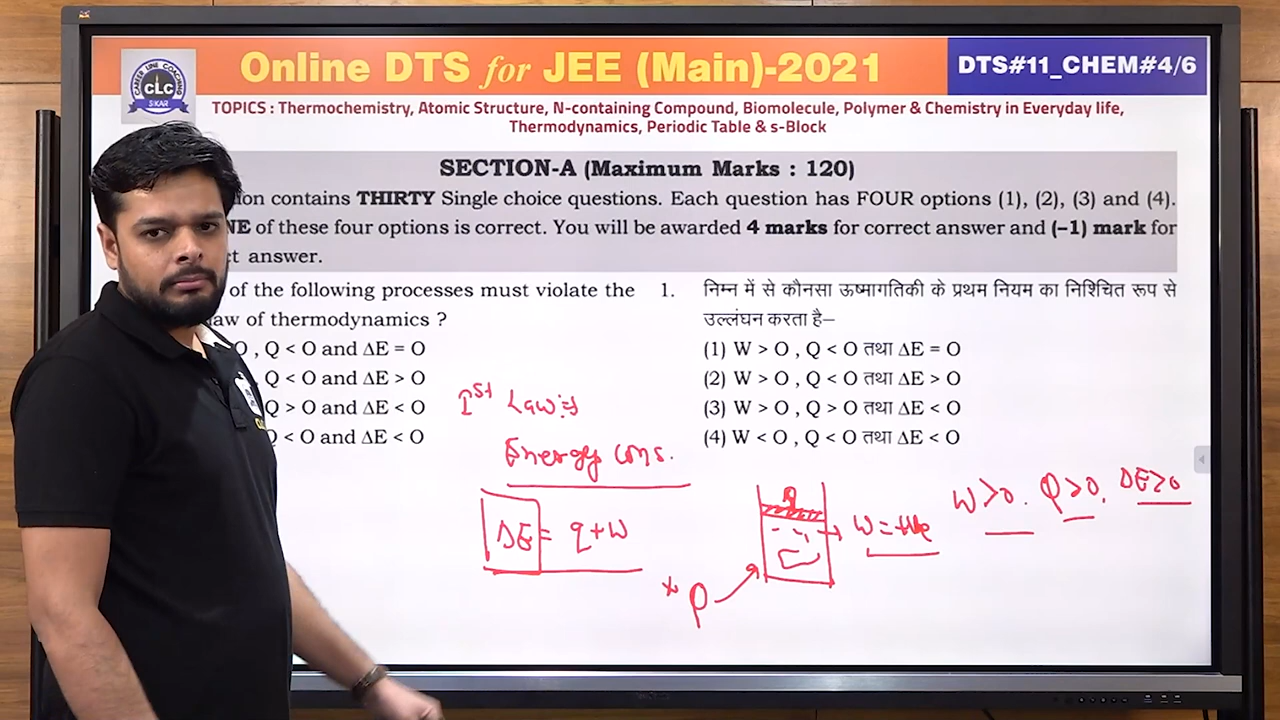 Online DTS for JEE (Main)-2021
DTS#11_CHEM#4/6
CAREER LINE COACHING
CLC
SIKAR
TOPICS : Thermochemistry, Atomic Structure, N-containing Compound, Biomolecule, Polymer & Chemistry in Everyday life,
Thermodynamics, Periodic Table & s-Block
SECTION-A (Maximum Marks : 120)
contains THIRTY Single choice questions. Each question has FOUR options (1), (2), (3) and (4).
of these four options is correct. You will be awarded 4 marks for correct answer and (–1) mark for
answer.
of the following processes must violate the
of thermodynamics ?
O , Q < O and ΔE = O
, Q < O and ΔE > O
, Q > O and ΔE < O
Q < O and ΔE < O
1. निम्न में से कौनसा ऊष्मागतिकी के प्रथम नियम का निश्चित रूप से
उल्लंघन करता है–
(1) W > O , Q < O तथा ΔE = O
(2) W > O , Q < O तथा ΔE > O
(3) W > O , Q > O तथा ΔE < O
(4) W < O , Q < O तथा ΔE < O
Ist Law:⇒
Energy cons.
ΔE = q+w
W>0. Q>0. ΔE>0